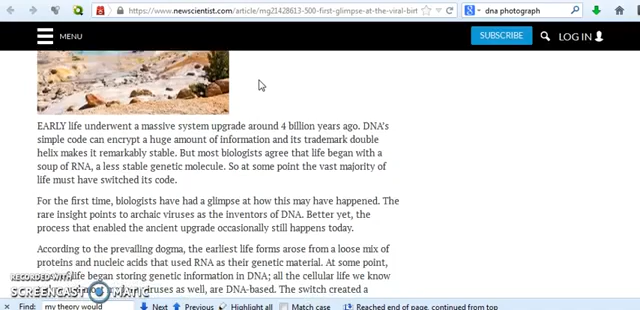 https://www.newscientist.com/article/mg21428613-500-first-glimpse-at-the-viral-birt
dna photograph
MENU
SUBSCRIBE
LOG IN
EARLY life underwent a massive system upgrade around 4 billion years ago. DNA's
simple code can encrypt a huge amount of information and its trademark double
helix makes it remarkably stable. But most biologists agree that life began with a
soup of RNA, a less stable genetic molecule. So at some point the vast majority of
life must have switched its code.
For the first time, biologists have had a glimpse at how this may have happened. The
rare insight points to archaic viruses as the inventors of DNA. Better yet, the
process that enabled the ancient upgrade occasionally still happens today.
According to the prevailing dogma, the earliest life forms arose from a loose mix of
proteins and nucleic acids that used RNA as their genetic material. At some point,
RECORDED WITH
life began storing genetic information in DNA; all the cellular life we know
SCREENCAST MATIC
viruses as well, are DNA-based. The switch created a
Find: my theory would Next Previous Highlight all Match case Reached end of page, continued from top